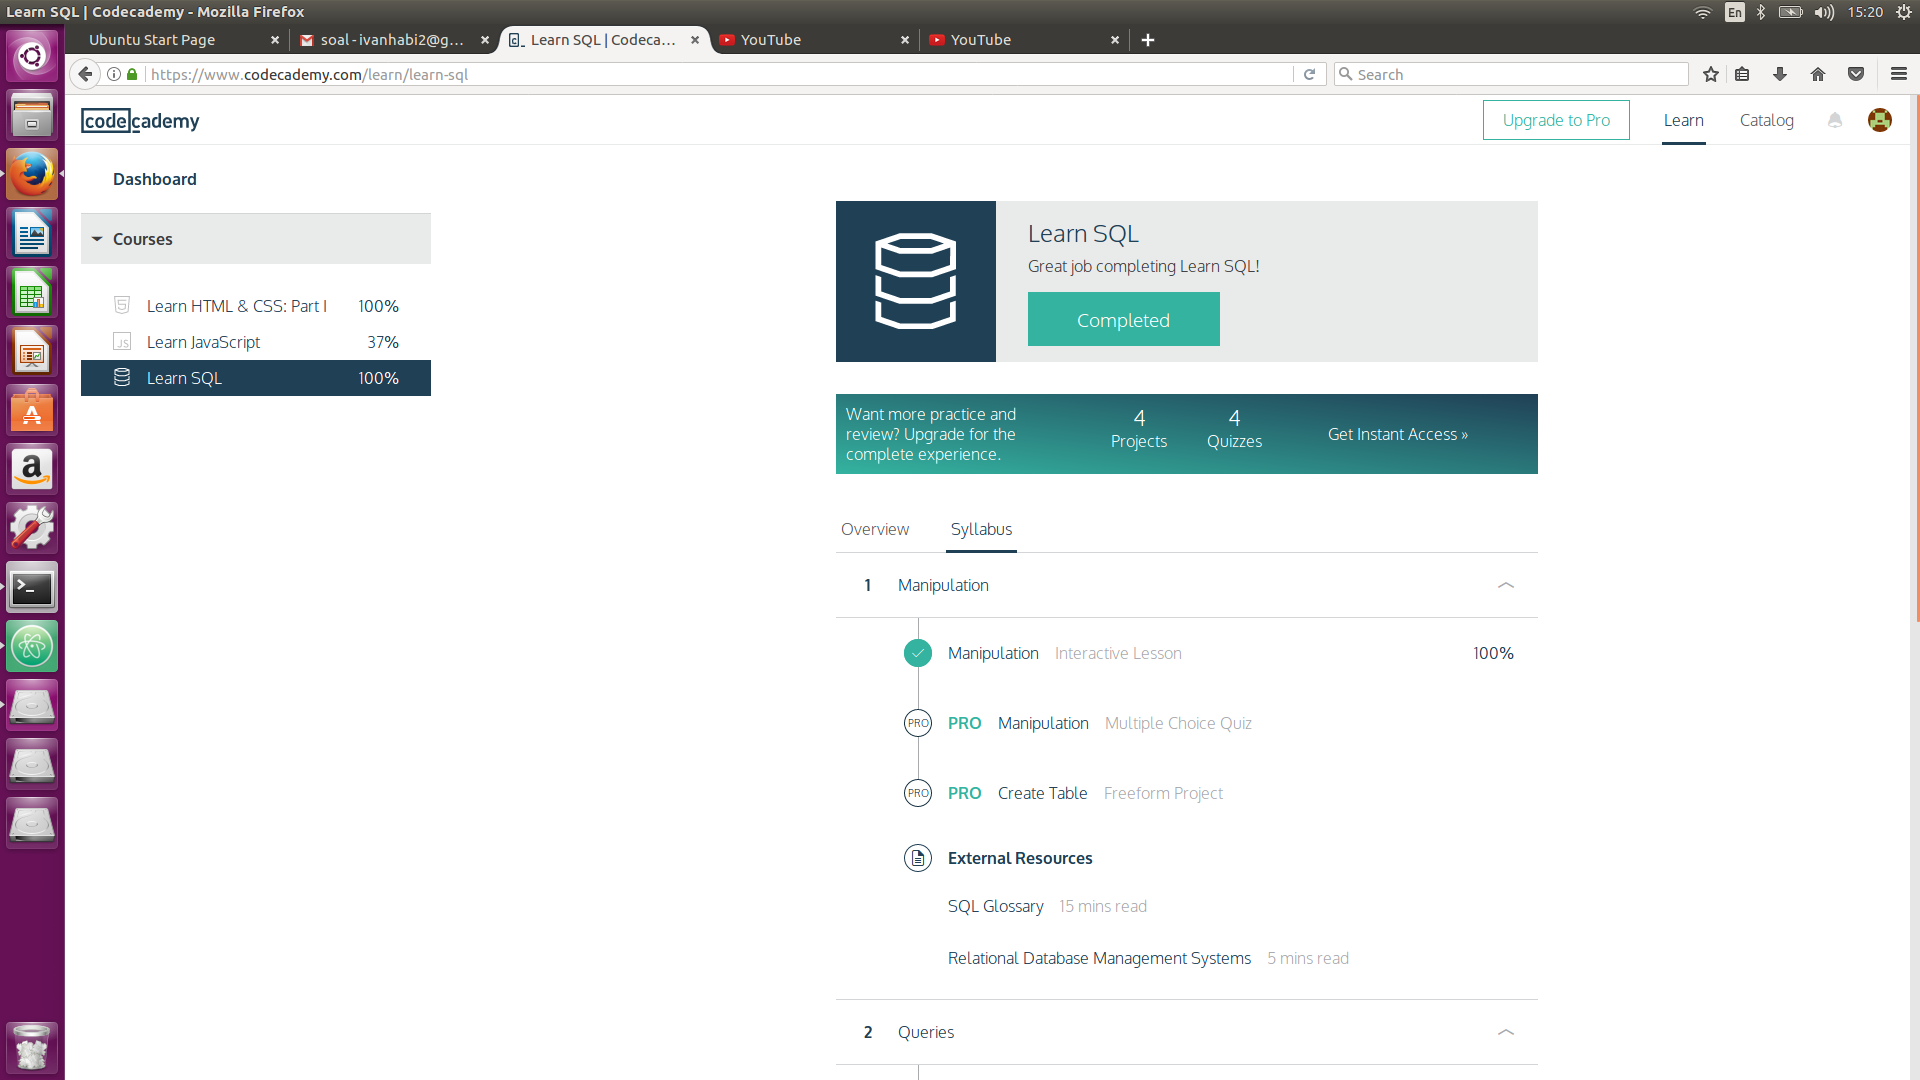 Learn SQL | Codecademy - Mozilla Firefox
En
15:20
Ubuntu Start Page
soal - ivanhabi2@g...
Learn SQL | Codeca...
YouTube
YouTube
https://www.codecademy.com/learn/learn-sql
Search
codecademy
Upgrade to Pro
Learn
Catalog
Dashboard
Courses
Learn HTML & CSS: Part I 100%
JS Learn JavaScript 37%
Learn SQL 100%
Learn SQL
Great job completing Learn SQL!
Completed
Want more practice and
review? Upgrade for the
complete experience.
4
Projects
4
Quizzes
Get Instant Access »
Overview
Syllabus
1 Manipulation
Manipulation Interactive Lesson 100%
PRO PRO Manipulation Multiple Choice Quiz
PRO PRO Create Table Freeform Project
External Resources
SQL Glossary 15 mins read
Relational Database Management Systems 5 mins read
2 Queries